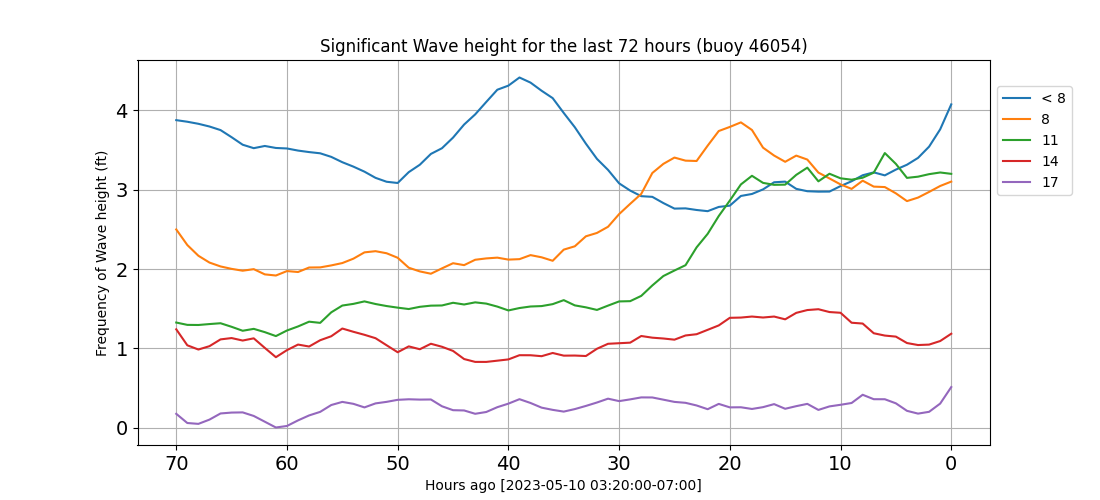 Significant Wave height for the last 72 hours (buoy 46054)
Frequency of Wave height (ft)
4
3
2
1
0
70 60 50 40 30 20 10 0
Hours ago [2023-05-10 03:20:00-07:00]
< 8
8
11
14
17